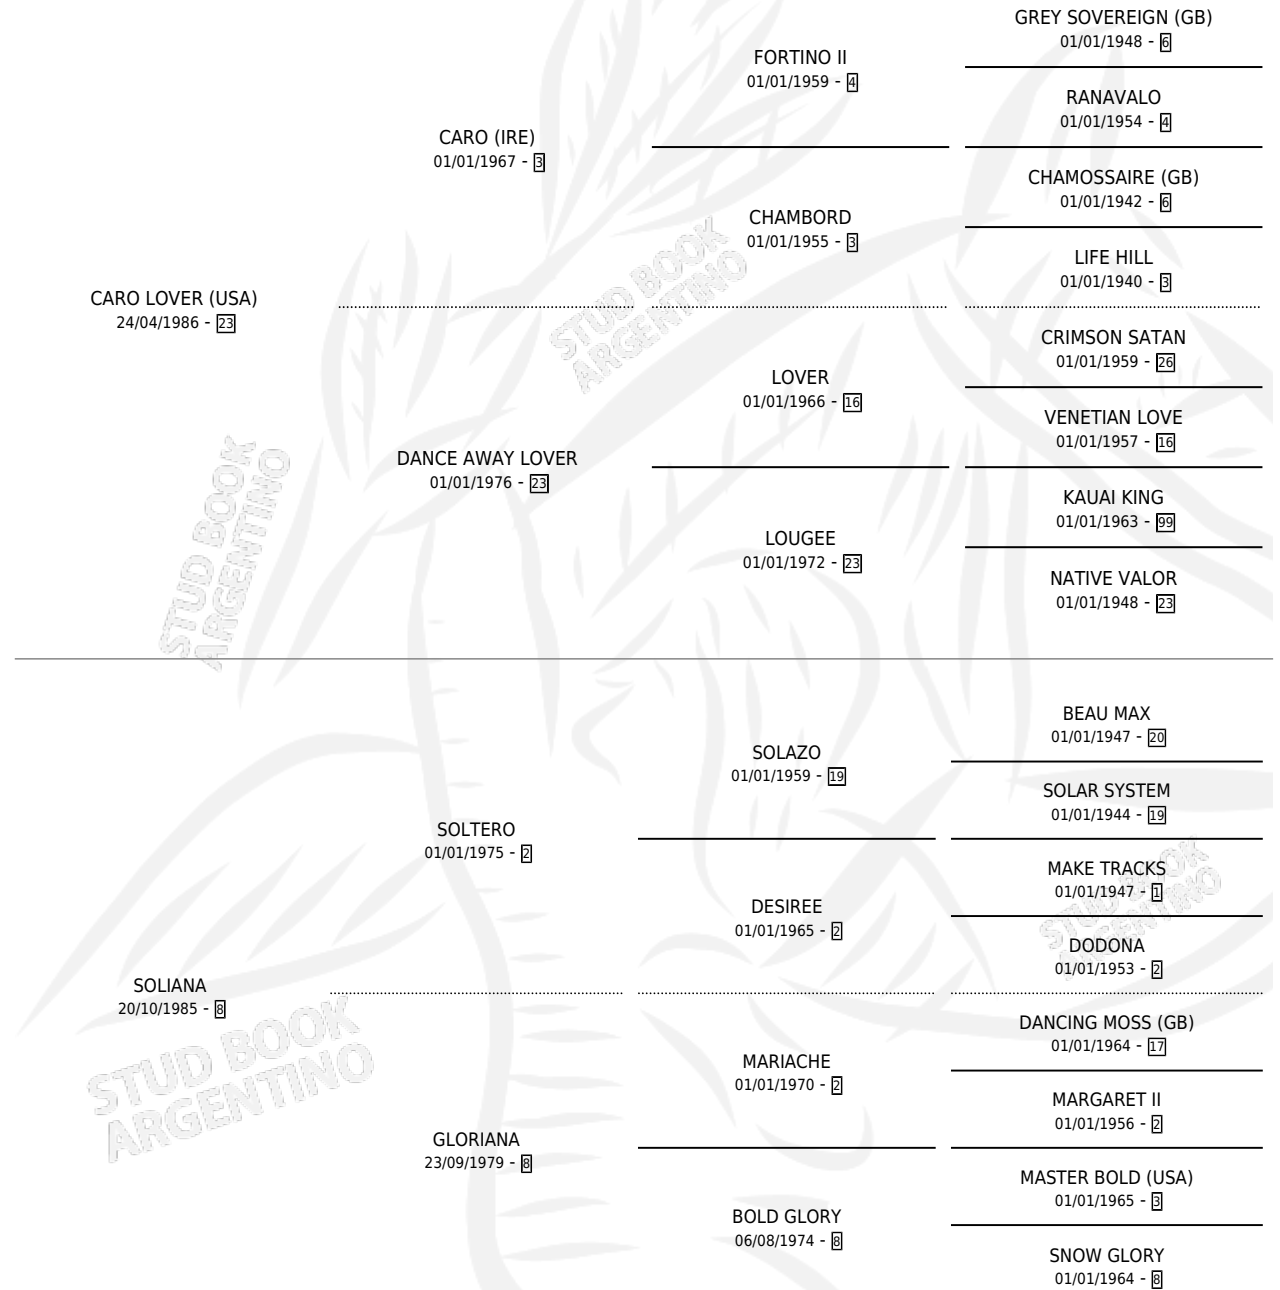 GREY SOVEREIGN (GB)
01/01/1948 - 6
FORTINO II
01/01/1959 - 4
RANAVALO
01/01/1954 - 4
CARO (IRE)
01/01/1967 - 3
CHAMOSSAIRE (GB)
01/01/1942 - 6
CHAMBORD
01/01/1955 - 3
LIFE HILL
01/01/1940 - 3
CARO LOVER (USA)
24/04/1986 - 23
CRIMSON SATAN
01/01/1959 - 26
LOVER
01/01/1966 - 16
VENETIAN LOVE
01/01/1957 - 16
DANCE AWAY LOVER
01/01/1976 - 23
KAUAI KING
01/01/1963 - 99
LOUGEE
01/01/1972 - 23
NATIVE VALOR
01/01/1948 - 23
BEAU MAX
01/01/1947 - 20
SOLAZO
01/01/1959 - 19
SOLAR SYSTEM
01/01/1944 - 19
SOLTERO
01/01/1975 - 2
MAKE TRACKS
01/01/1947 - 1
DESIREE
01/01/1965 - 2
DODONA
01/01/1953 - 2
SOLIANA
20/10/1985 - 8
DANCING MOSS (GB)
01/01/1964 - 17
MARIACHE
01/01/1970 - 2
MARGARET II
01/01/1956 - 2
GLORIANA
23/09/1979 - 8
MASTER BOLD (USA)
01/01/1965 - 3
BOLD GLORY
06/08/1974 - 8
SNOW GLORY
01/01/1964 - 8
STUD BOOK
ARGENTINO
STUD BOOK
ARGENTINO
STUD BOOK
ARGENTINO
STUD BOOK
ARGENTINO